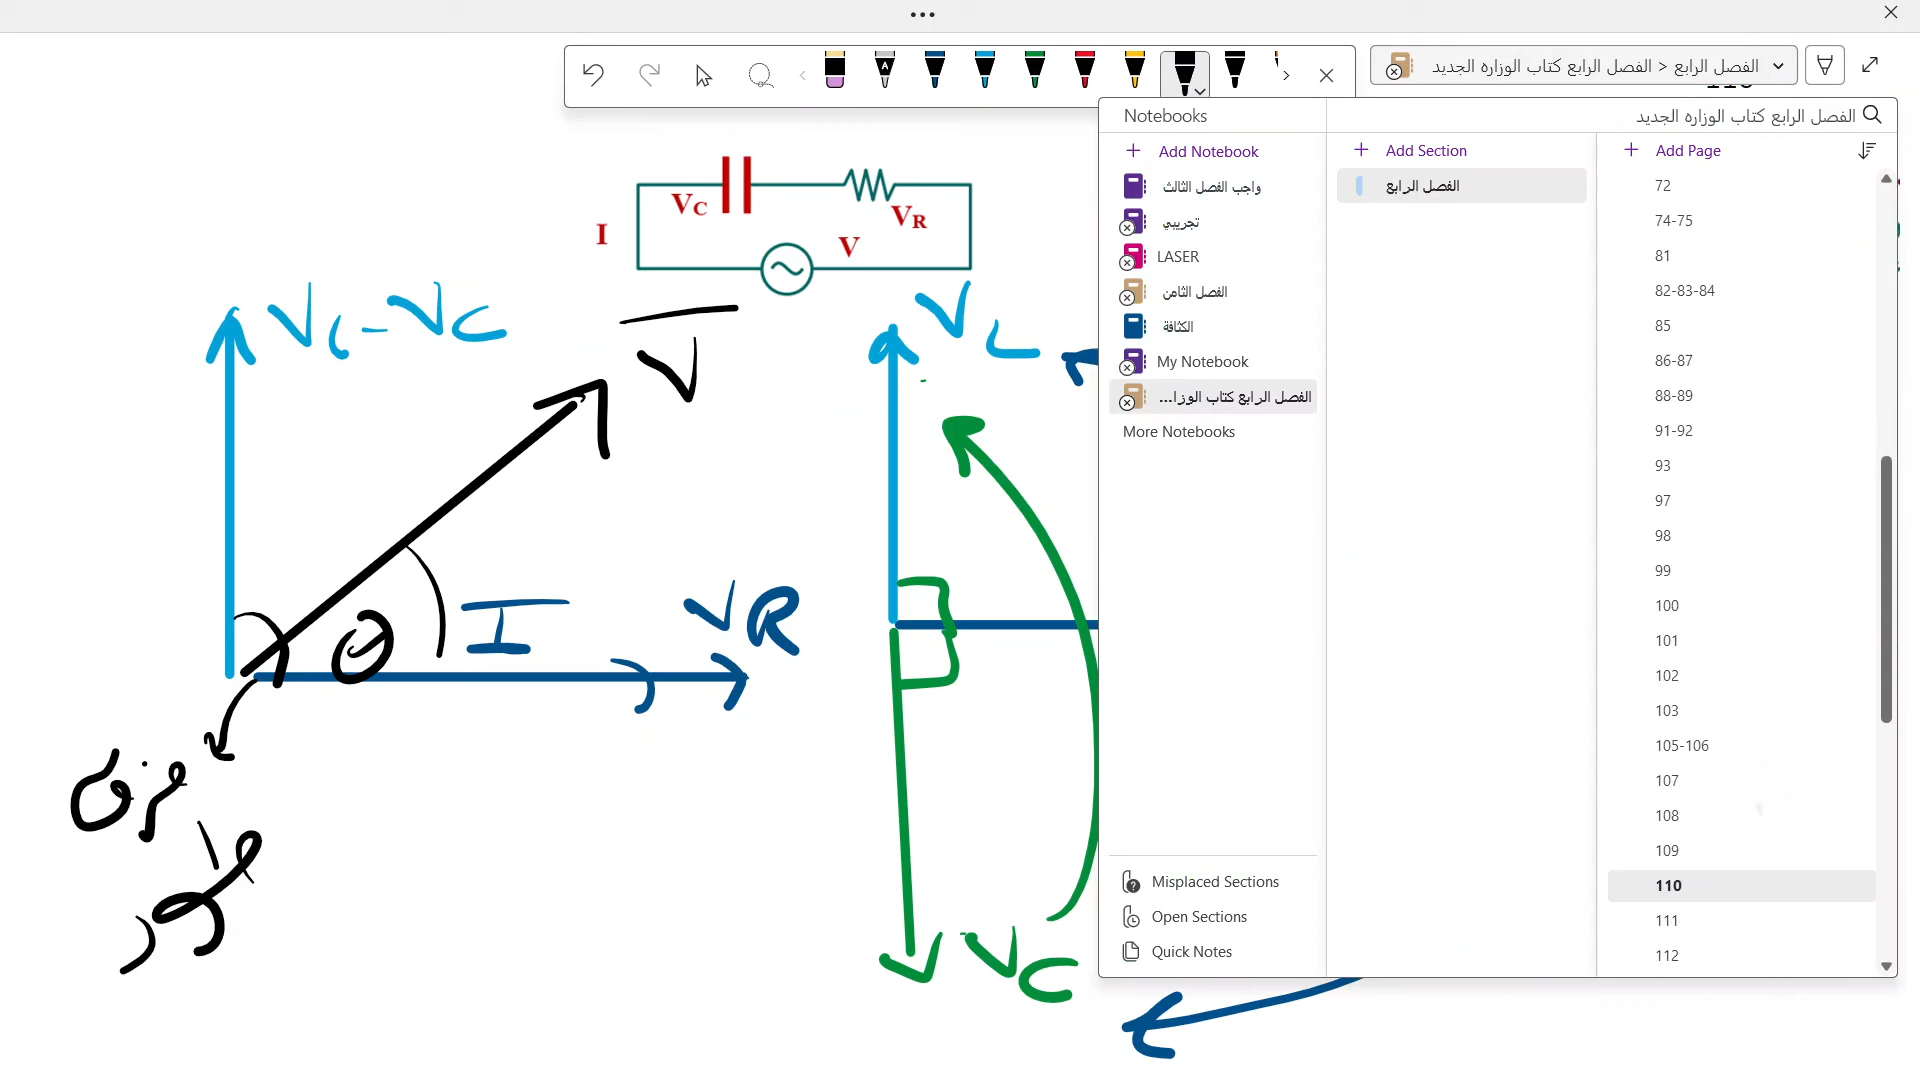 الفصل الرابع كتاب الوزاره الجديد > الفصل الرابع
Notebooks
الفصل الرابع كتاب الوزاره الجديد
Add Notebook
واجب الفصل الثالث
تجريبي
LASER
الفصل الثامن
الكثافة
My Notebook
الفصل الرابع كتاب الوزا...
More Notebooks
Misplaced Sections
Open Sections
Quick Notes
Add Section
الفصل الرابع
Add Page
72
74-75
81
82-83-84
85
86-87
88-89
91-92
93
97
98
99
100
101
102
103
105-106
107
108
109
110
111
112
VC
VR
I
V
VL-VC
V
VL
θ
I
VR
VC